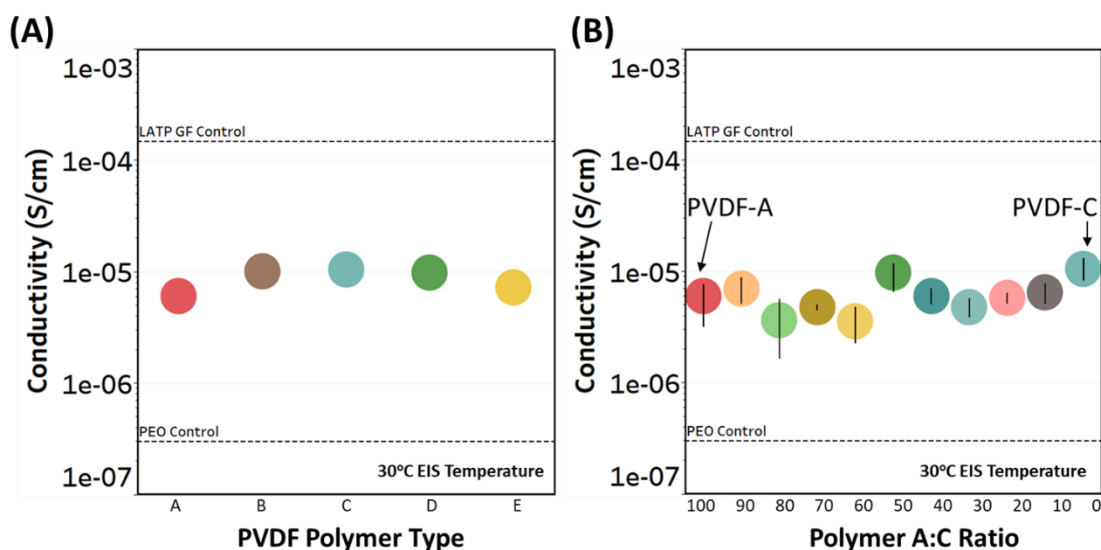 (A)
Conductivity (S/cm)
1e-03
1e-04
1e-05
1e-06
1e-07
LATP GF Control
PEO Control
30°C EIS Temperature
A B C D E
PVDF Polymer Type
(B)
Conductivity (S/cm)
1e-03
1e-04
1e-05
1e-06
1e-07
LATP GF Control
PVDF-A
PVDF-C
PEO Control
30°C EIS Temperature
100 90 80 70 60 50 40 30 20 10 0
Polymer A:C Ratio